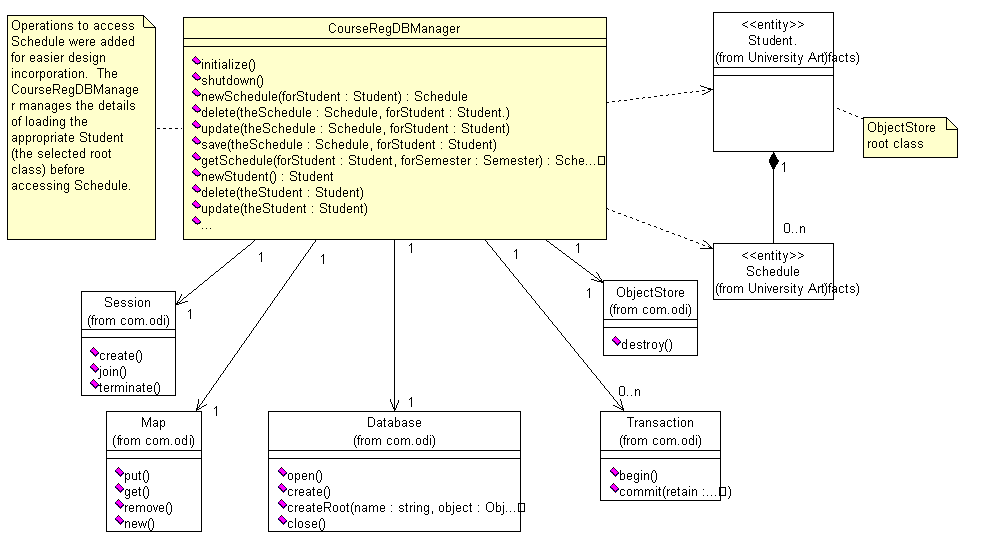 Operations to access
Schedule were added
for easier design
incorporation. The
CourseRegDBManage
r manages the details
of loading the
appropriate Student
(the selected root
class) before
accessing Schedule.
CourseRegDBManager
initialize()
shutdown()
newSchedule(forStudent : Student) : Schedule
delete(theSchedule : Schedule, forStudent : Student.)
update(theSchedule : Schedule, forStudent : Student)
save(theSchedule : Schedule, forStudent : Student)
getSchedule(forStudent : Student, forSemester : Semester) : Sche...
newStudent() : Student
delete(theStudent : Student)
update(theStudent : Student)
...
<<entity>>
Student.
(from University Artifacts)
ObjectStore
root class
1
0..n
<<entity>>
Schedule
(from University Artifacts)
1
1
1
1
1
Session
(from com.odi)
create()
join()
terminate()
1
ObjectStore
(from com.odi)
destroy()
1
Map
(from com.odi)
put()
get()
remove()
new()
1
Database
(from com.odi)
open()
create()
createRoot(name : string, object : Obj...
close()
1
Transaction
(from com.odi)
begin()
commit(retain :...)
0..n